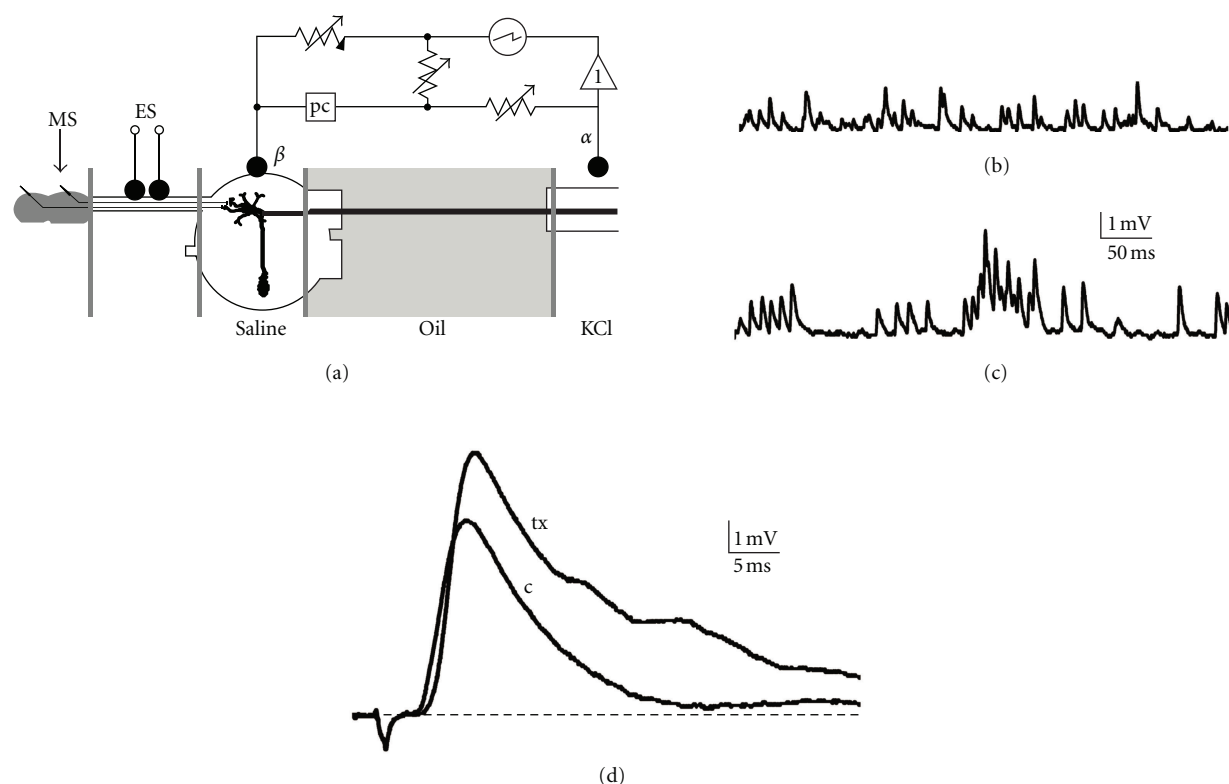 MS
ES
pc
1
β
α
Saline
Oil
KCl
(a)
(b)
1 mV
50 ms
(c)
tx
c
1 mV
5 ms
(d)